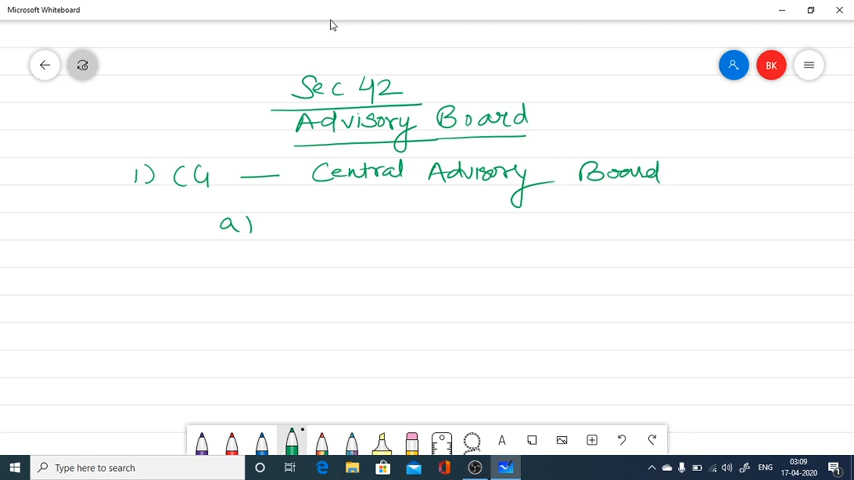 Microsoft Whiteboard
BK
Sec 42
Advisory Board
1) CG — Central Advisory Board
a)
A
Type here to search
ENG
03:09
17-04-2020